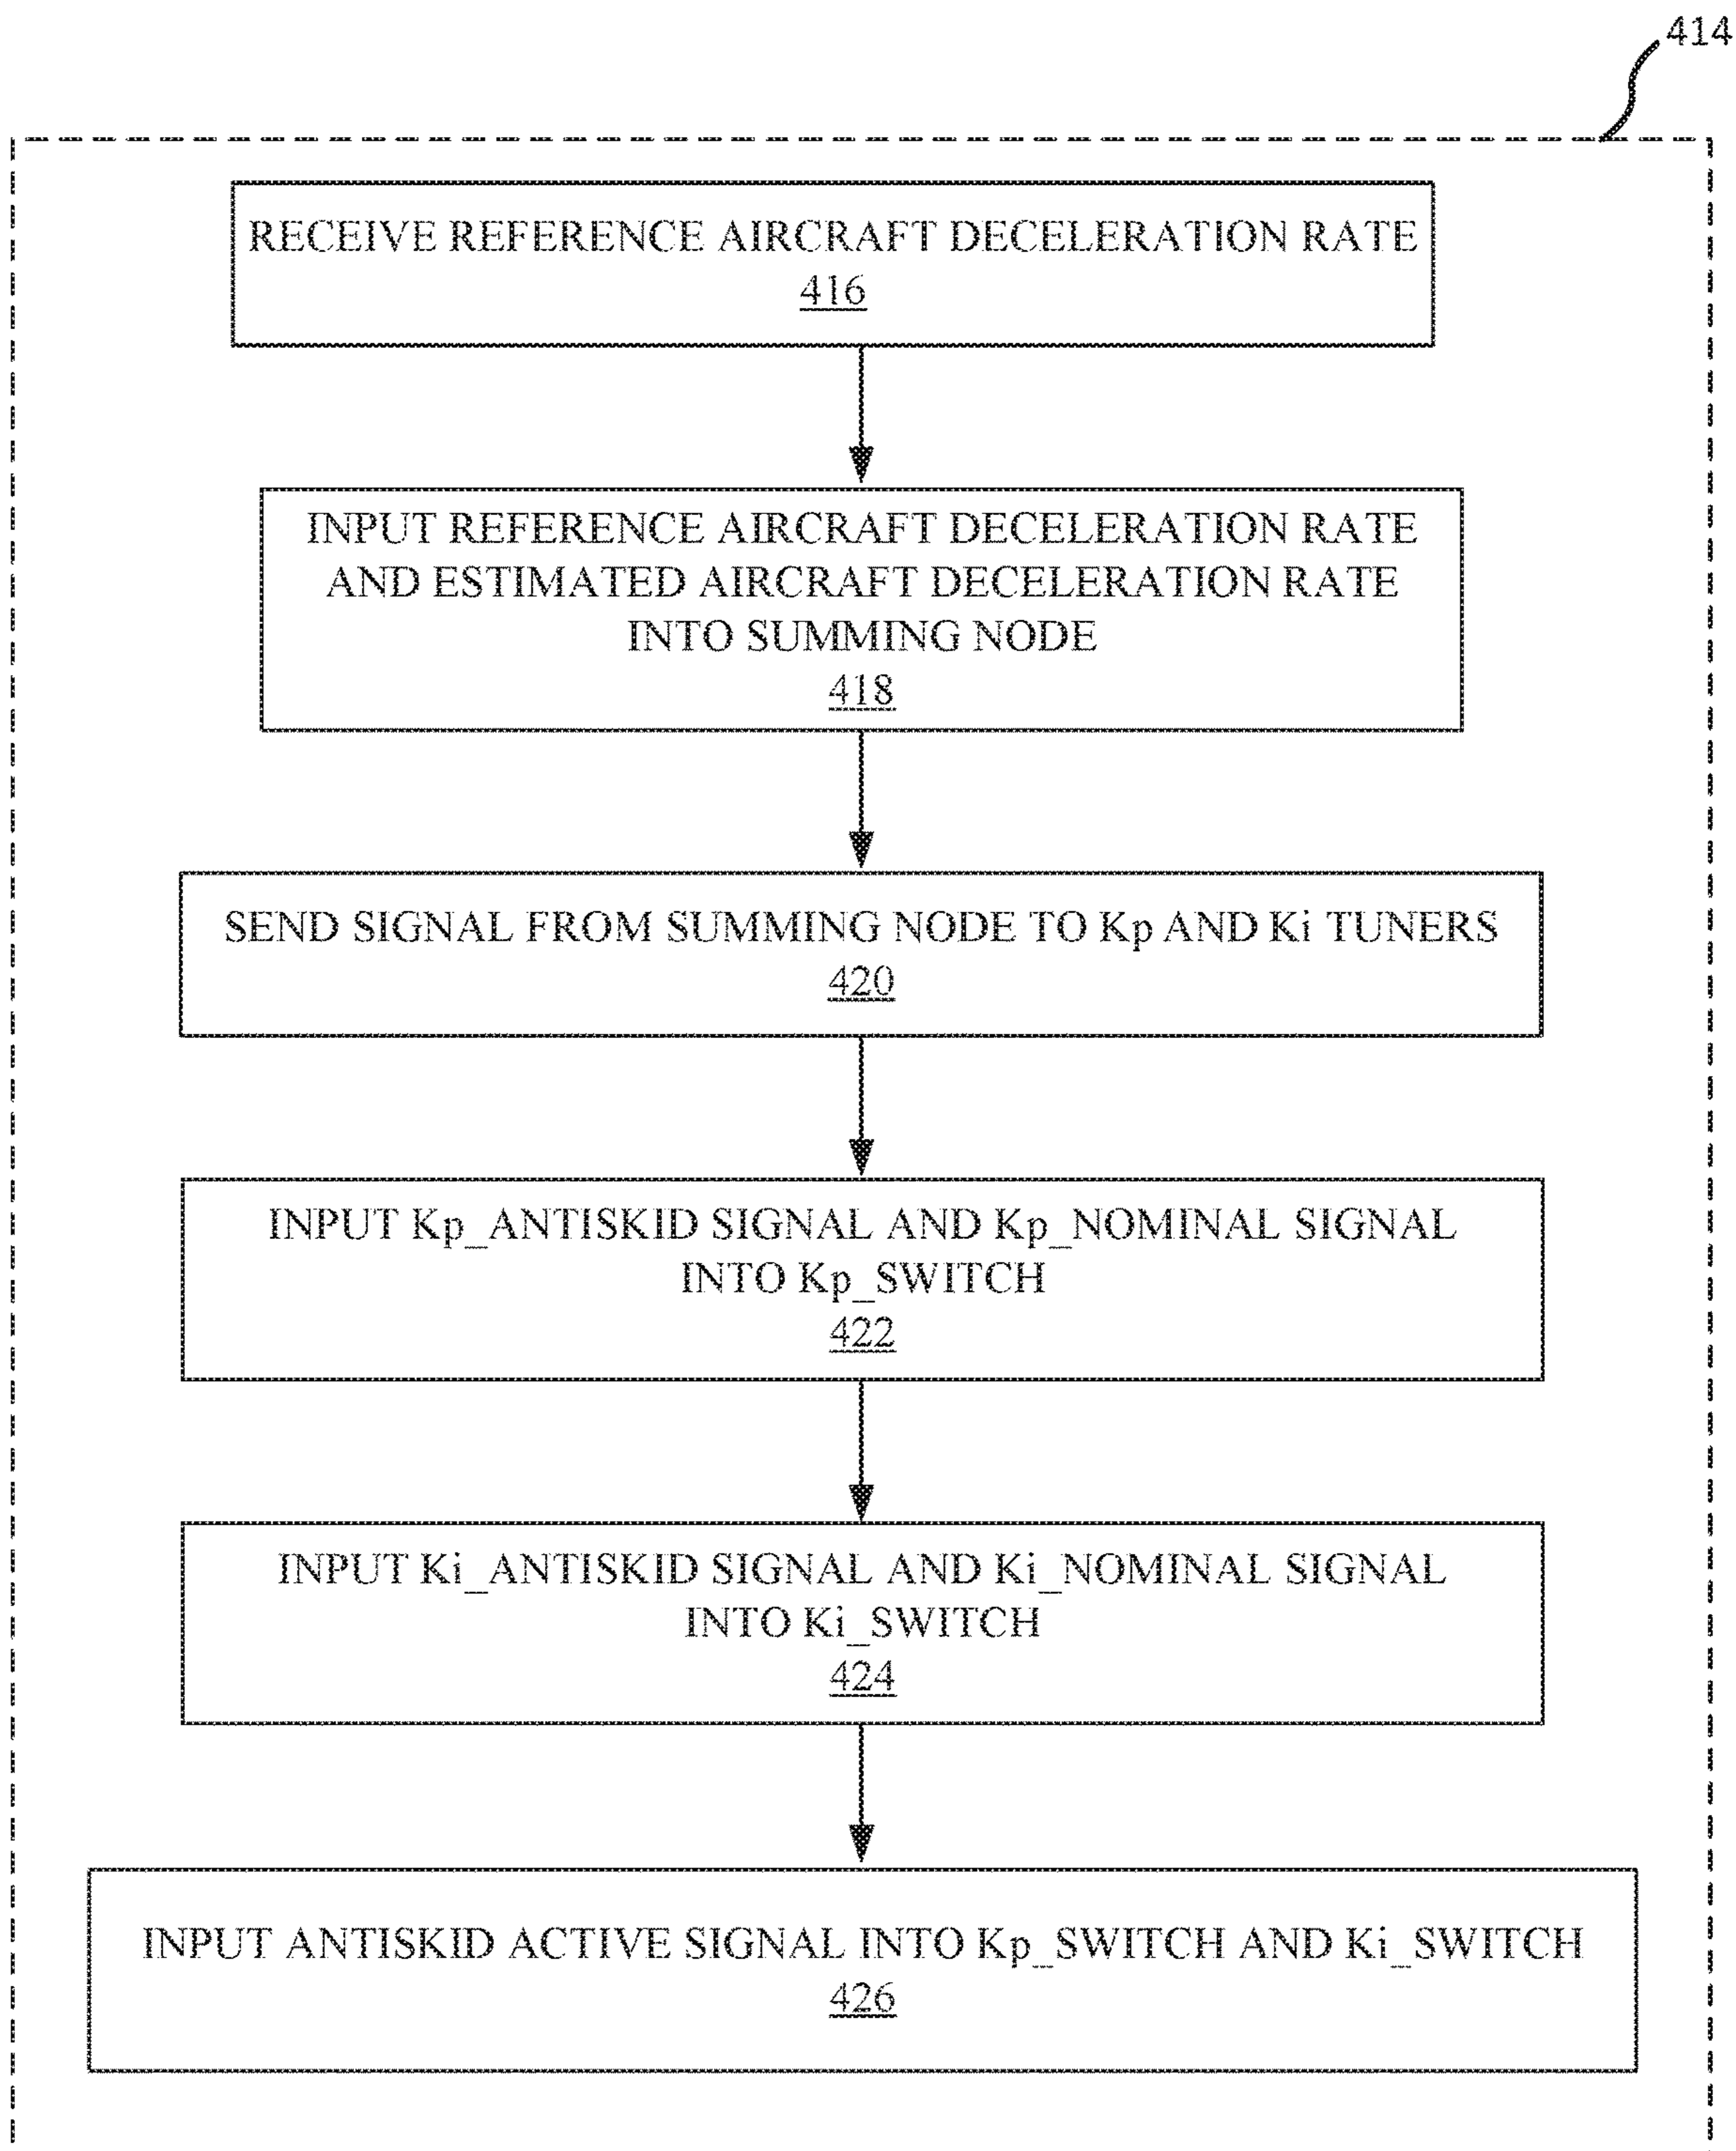 414
RECEIVE REFERENCE AIRCRAFT DECELERATION RATE
416
INPUT REFERENCE AIRCRAFT DECELERATION RATE
AND ESTIMATED AIRCRAFT DECELERATION RATE
INTO SUMMING NODE
418
SEND SIGNAL FROM SUMMING NODE TO Kp AND Ki TUNERS
420
INPUT Kp_ANTISKID SIGNAL AND Kp_NOMINAL SIGNAL
INTO Kp_SWITCH
422
INPUT Ki_ANTISKID SIGNAL AND Ki_NOMINAL SIGNAL
INTO Ki_SWITCH
424
INPUT ANTISKID ACTIVE SIGNAL INTO Kp_SWITCH AND Ki_SWITCH
426